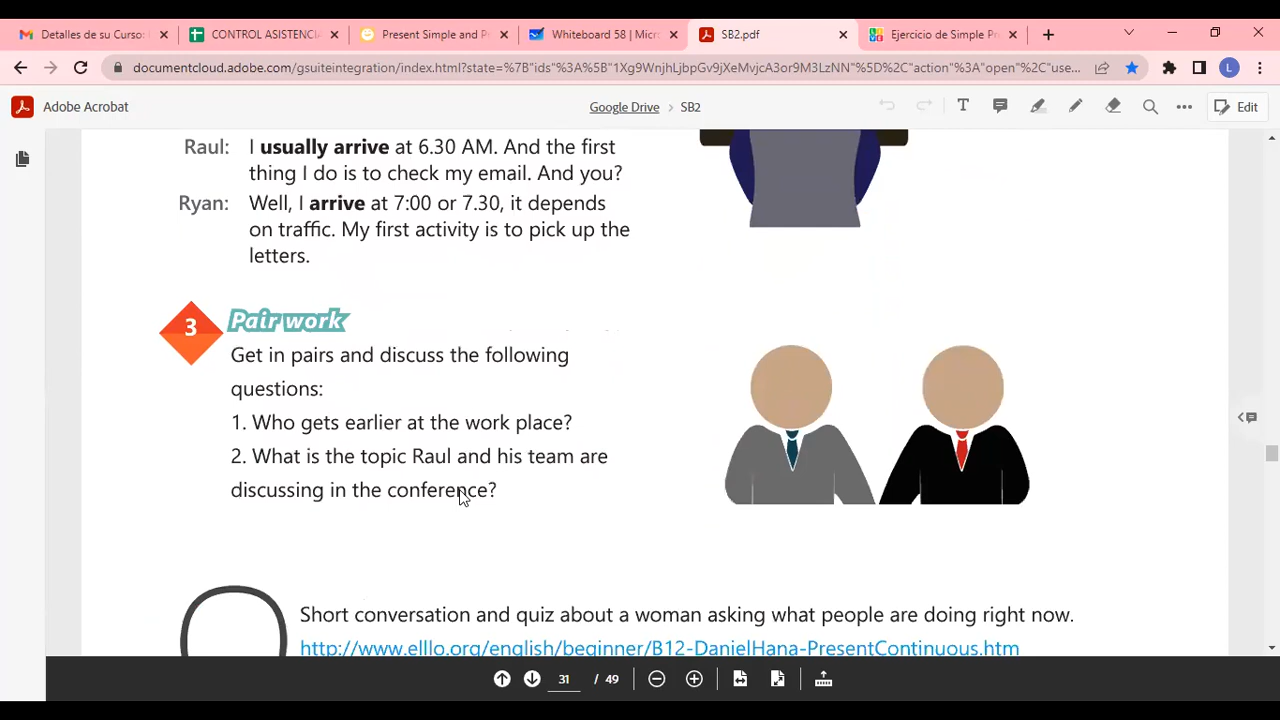 Detalles de su Curso:
CONTROL ASISTENCIA
Present Simple and P
Whiteboard 58 | Micr
SB2.pdf
Ejercicio de Simple Pr
documentcloud.adobe.com/gsuiteintegration/index.html?state=%7B"ids"%3A%5B"1Xg9WnjhLjbpGv9jXeMvjcA3or9M3LzNN"%5D%2C"action"%3A"open"%2C"use...
L
Adobe Acrobat
Google Drive > SB2
Edit
Raul: I usually arrive at 6.30 AM. And the first
thing I do is to check my email. And you?
Ryan: Well, I arrive at 7:00 or 7.30, it depends
on traffic. My first activity is to pick up the
letters.
3 Pair work
Get in pairs and discuss the following
questions:
1. Who gets earlier at the work place?
2. What is the topic Raul and his team are
discussing in the conference?
Short conversation and quiz about a woman asking what people are doing right now.
http://www.elllo.org/english/beginner/B12-DanielHana-PresentContinuous.htm
31 / 49